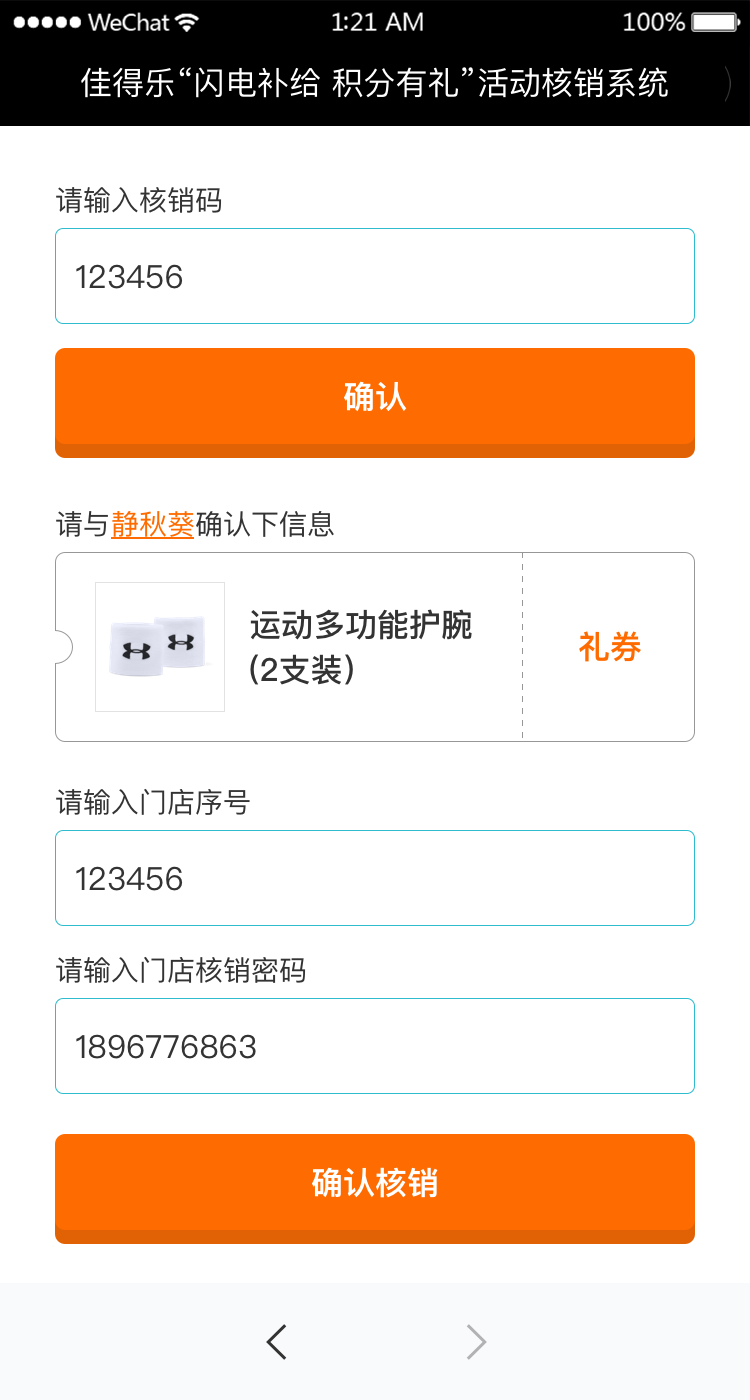 WeChat 1:21 AM 100%
佳得乐“闪电补给 积分有礼”活动核销系统
请输入核销码
123456
确认
请与静秋葵确认下信息
运动多功能护腕
(2支装)
礼券
请输入门店序号
123456
请输入门店核销密码
1896776863
确认核销